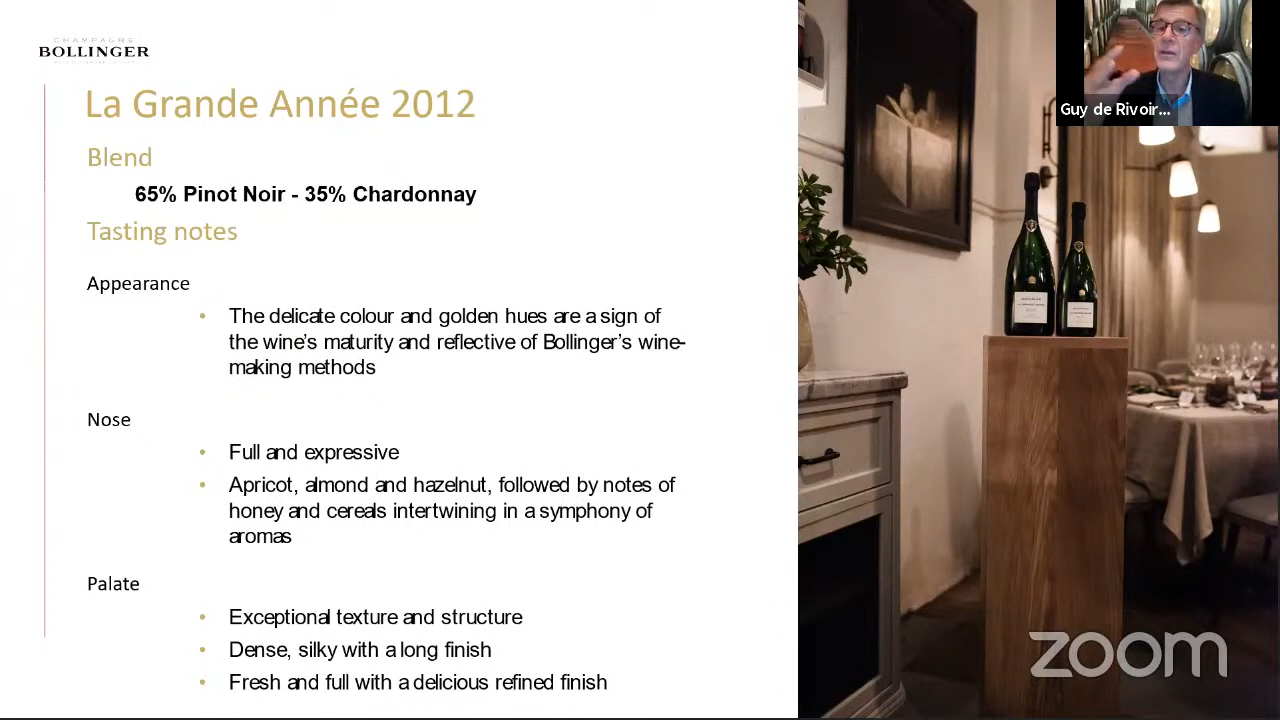 CHAMPAGNE
BOLLINGER
La Grande Année 2012
Blend
65% Pinot Noir - 35% Chardonnay
Tasting notes
Appearance
• The delicate colour and golden hues are a sign of
the wine's maturity and reflective of Bollinger's wine-
making methods
Nose
• Full and expressive
• Apricot, almond and hazelnut, followed by notes of
honey and cereals intertwining in a symphony of
aromas
Palate
• Exceptional texture and structure
• Dense, silky with a long finish
• Fresh and full with a delicious refined finish
Guy de Rivoir...
zoom